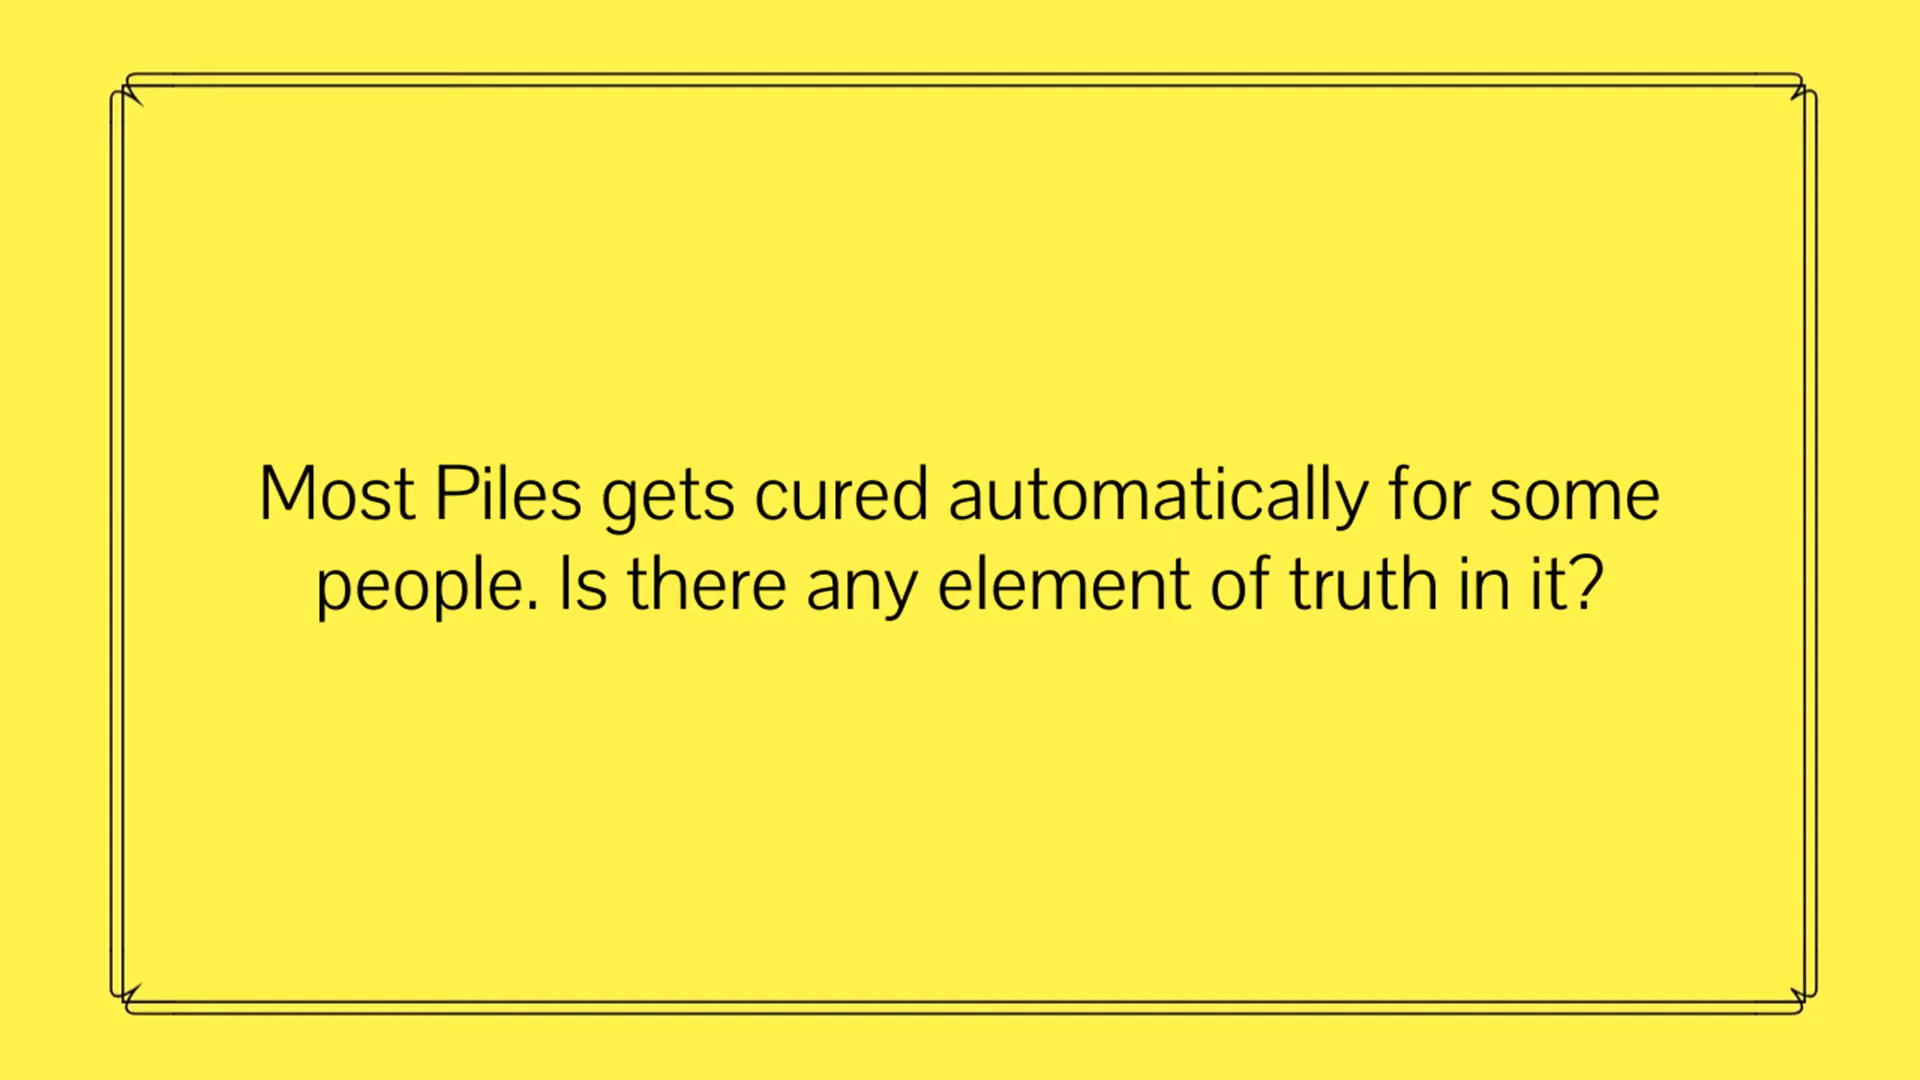 Most Piles gets cured automatically for some
people. Is there any element of truth in it?